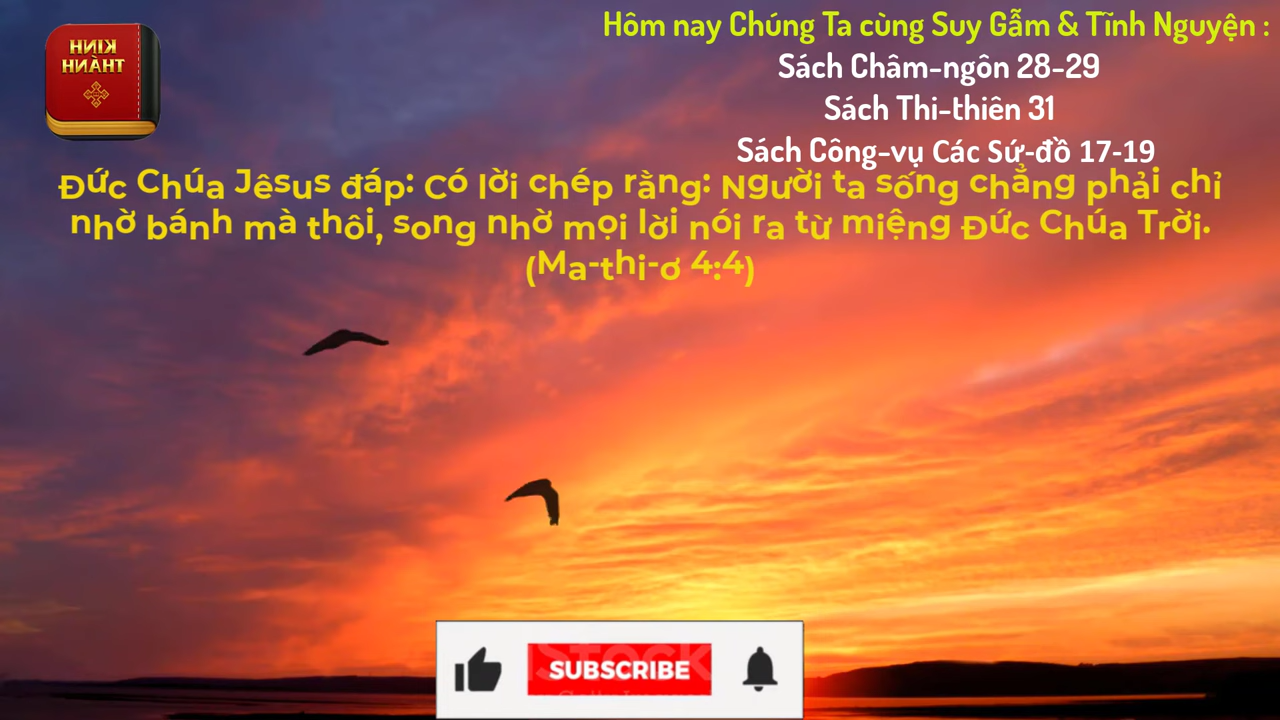 KINH
THÀNH
Hôm nay Chúng Ta cùng Suy Gẫm & Tĩnh Nguyện :
Sách Châm-ngôn 28-29
Sách Thi-thiên 31
Sách Công-vụ Các Sứ-đồ 17-19
Đức Chúa Jêsus đáp: Có lời chép rằng: Người ta sống chẳng phải chỉ
nhờ bánh mà thôi, song nhờ mọi lời nói ra từ miệng Đức Chúa Trời.
(Ma-thi-ơ 4:4)
SUBSCRIBE